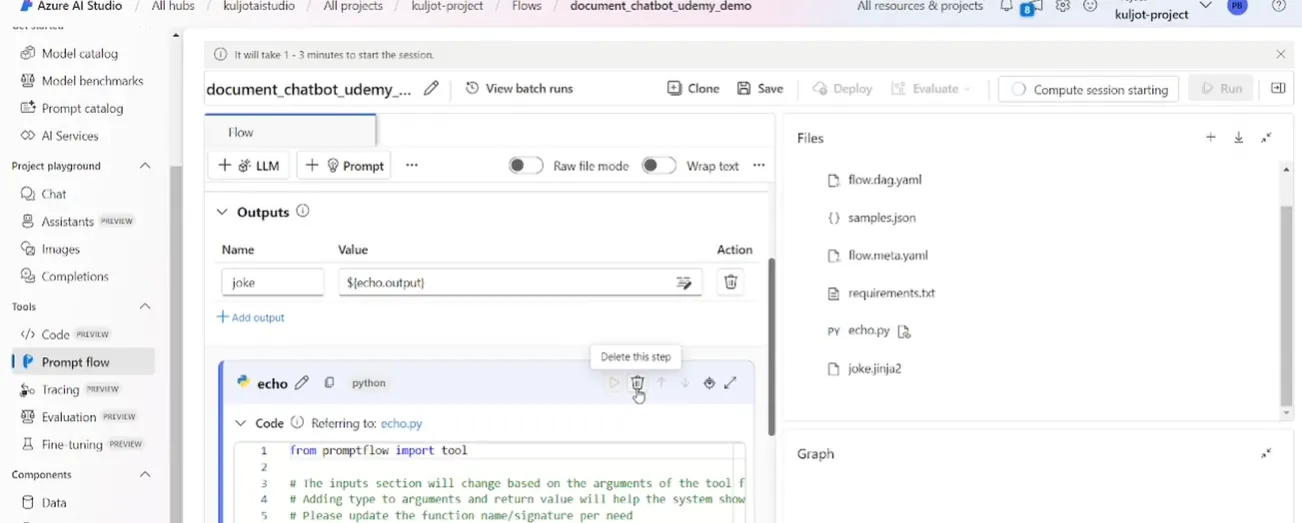 Azure AI Studio / All hubs / kuljotaistudio / All projects / kuljot-project / Flows / document_chatbot_udemy_demo
All resources & projects
8
kuljot-project
PB
Model catalog
Model benchmarks
Prompt catalog
AI Services
Project playground
Chat
Assistants PREVIEW
Images
Completions
Tools
Code PREVIEW
Prompt flow
Tracing PREVIEW
Evaluation PREVIEW
Fine-tuning PREVIEW
Components
Data
It will take 1 - 3 minutes to start the session.
document_chatbot_udemy_...
View batch runs
Clone
Save
Deploy
Evaluate
Compute session starting
Run
Flow
+ LLM
+ Prompt
Raw file mode
Wrap text
Outputs
Name Value Action
joke ${echo.output}
+ Add output
Delete this step
echo python
Code Referring to: echo.py
1 from promptflow import tool
2
3 # The inputs section will change based on the arguments of the tool f
4 # Adding type to arguments and return value will help the system show
5 # Please update the function name/signature per need
Files
flow.dag.yaml
{} samples.json
flow.meta.yaml
requirements.txt
PY echo.py
joke.jinja2
Graph